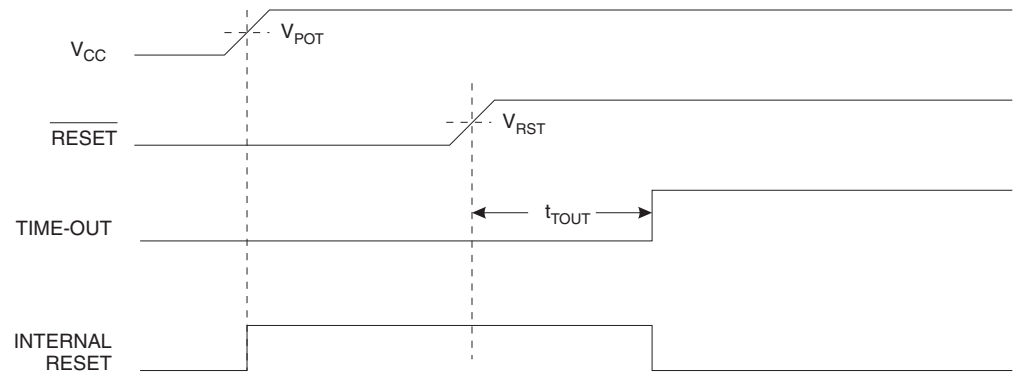 V_CC
V_POT
RESET
V_RST
TIME-OUT
t_TOUT
INTERNAL
RESET